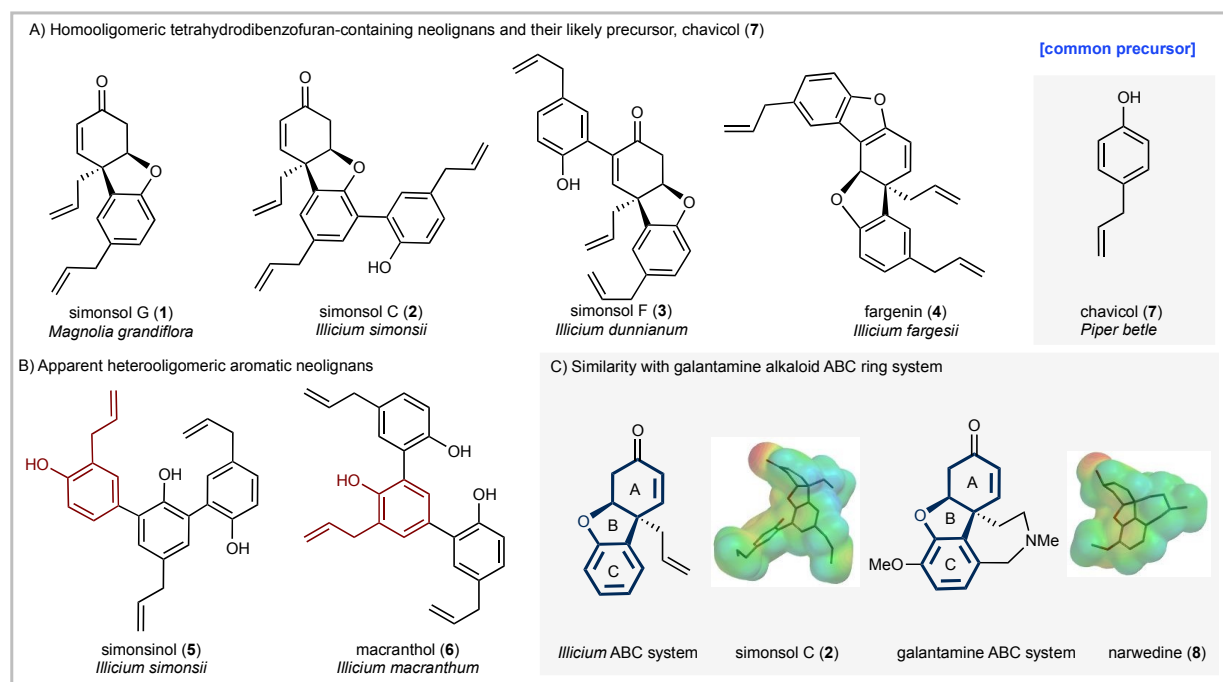 A) Homooligomeric tetrahydrodibenzofuran-containing neolignans and their likely precursor, chavicol (7)
[common precursor]
O
O
O
O
HO
O
HO
O
O
O
OH
simonsol G (1)
Magnolia grandiflora
simonsol C (2)
Illicium simonsii
simonsol F (3)
Illicium dunnianum
fargenin (4)
Illicium fargesii
chavicol (7)
Piper betle
B) Apparent heterooligomeric aromatic neolignans
HO
OH
OH
OH
HO
OH
simonsinol (5)
Illicium simonsii
macranthol (6)
Illicium macranthum
C) Similarity with galantamine alkaloid ABC ring system
O
A
B
O
C
O
A
B
O
C
MeO
NMe
Illicium ABC system
simonsol C (2)
galantamine ABC system
narwedine (8)